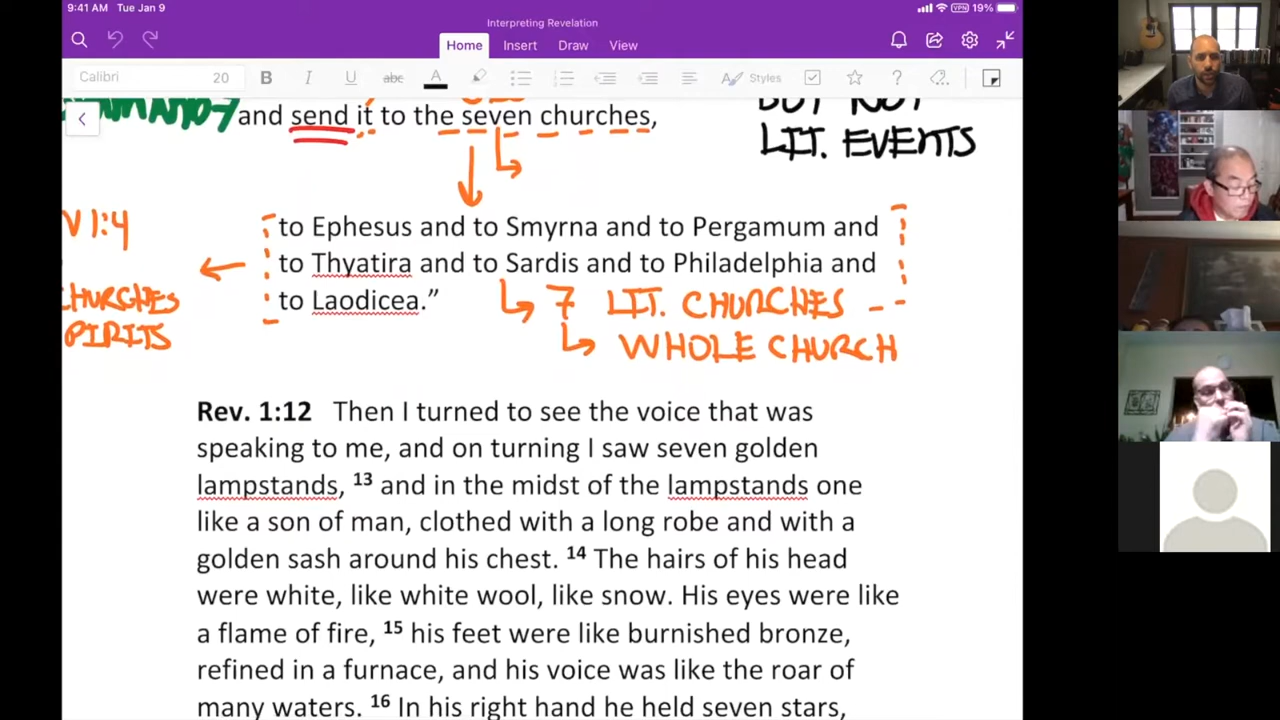 9:41 AM Tue Jan 9
VPN 19%
Interpreting Revelation
Home Insert Draw View
Calibri 20 B I U abc A Styles ?
and send it to the seven churches,
BUT NOT
LIT. EVENTS
V 1:4
to Ephesus and to Smyrna and to Pergamum and
to Thyatira and to Sardis and to Philadelphia and
to Laodicea.”
HURCHES
PIRITS
7 LIT. CHURCHES
WHOLE CHURCH
Rev. 1:12 Then I turned to see the voice that was
speaking to me, and on turning I saw seven golden
lampstands, 13 and in the midst of the lampstands one
like a son of man, clothed with a long robe and with a
golden sash around his chest. 14 The hairs of his head
were white, like white wool, like snow. His eyes were like
a flame of fire, 15 his feet were like burnished bronze,
refined in a furnace, and his voice was like the roar of
many waters. 16 In his right hand he held seven stars,